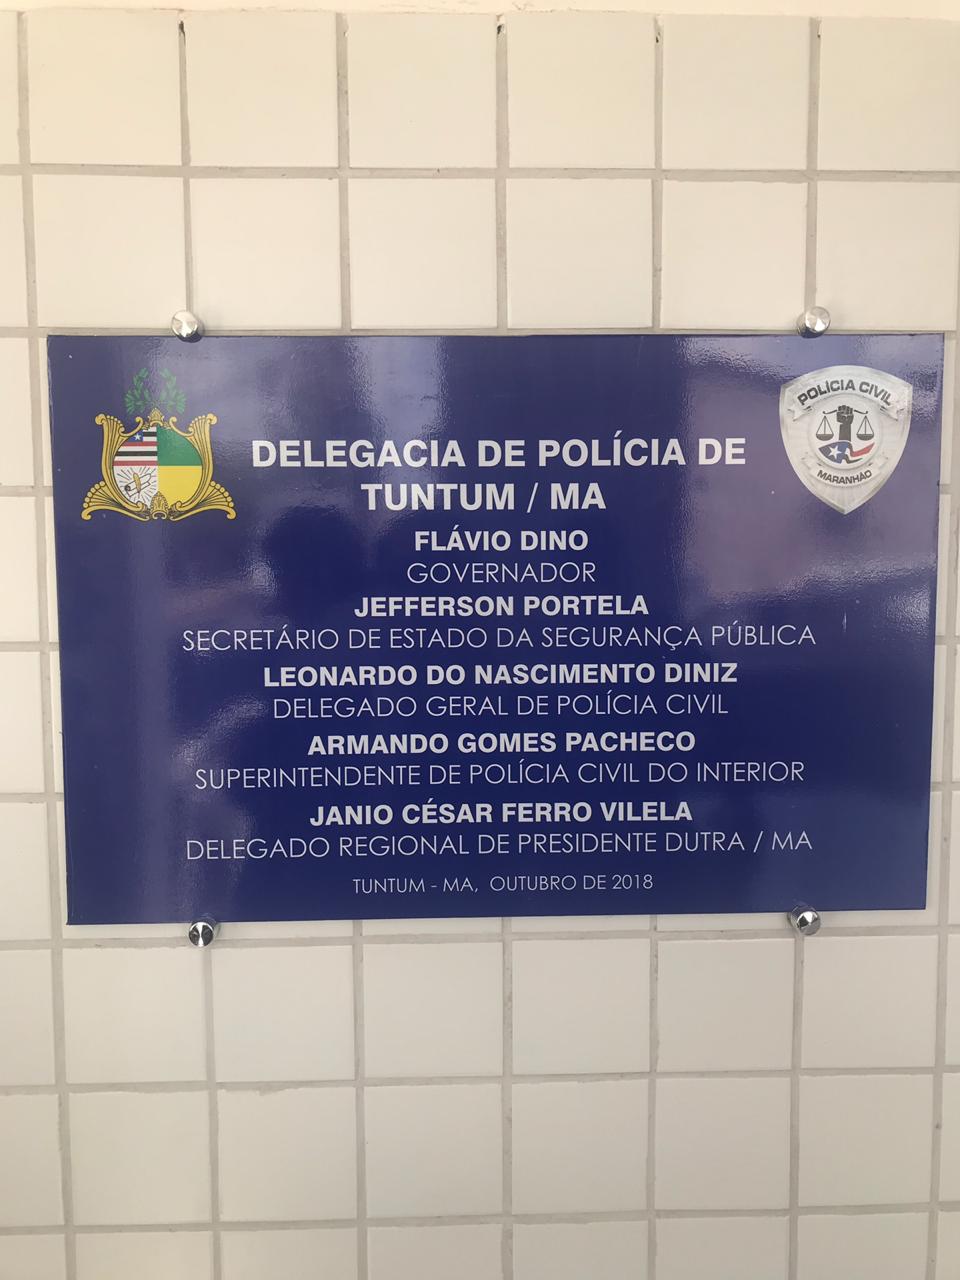 DELEGACIA DE POLÍCIA DE
TUNTUM / MA
FLÁVIO DINO
GOVERNADOR
JEFFERSON PORTELA
SECRETÁRIO DE ESTADO DA SEGURANÇA PÚBLICA
LEONARDO DO NASCIMENTO DINIZ
DELEGADO GERAL DE POLÍCIA CIVIL
ARMANDO GOMES PACHECO
SUPERINTENDENTE DE POLÍCIA CIVIL DO INTERIOR
JANIO CÉSAR FERRO VILELA
DELEGADO REGIONAL DE PRESIDENTE DUTRA / MA
TUNTUM - MA, OUTUBRO DE 2018
POLÍCIA CIVIL
MARANHÃO